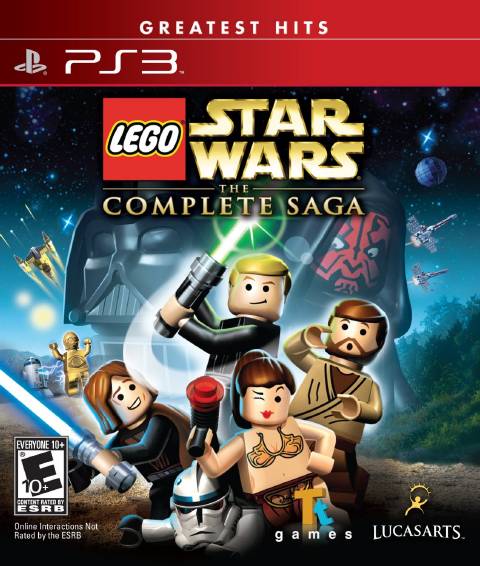 GREATEST HITS
PS3™
LEGO
STAR
WARS
THE
COMPLETE SAGA
EVERYONE 10+
E
10+
CONTENT RATED BY
ESRB
Online Interactions Not
Rated by the ESRB
Tt
games
LUCASARTS